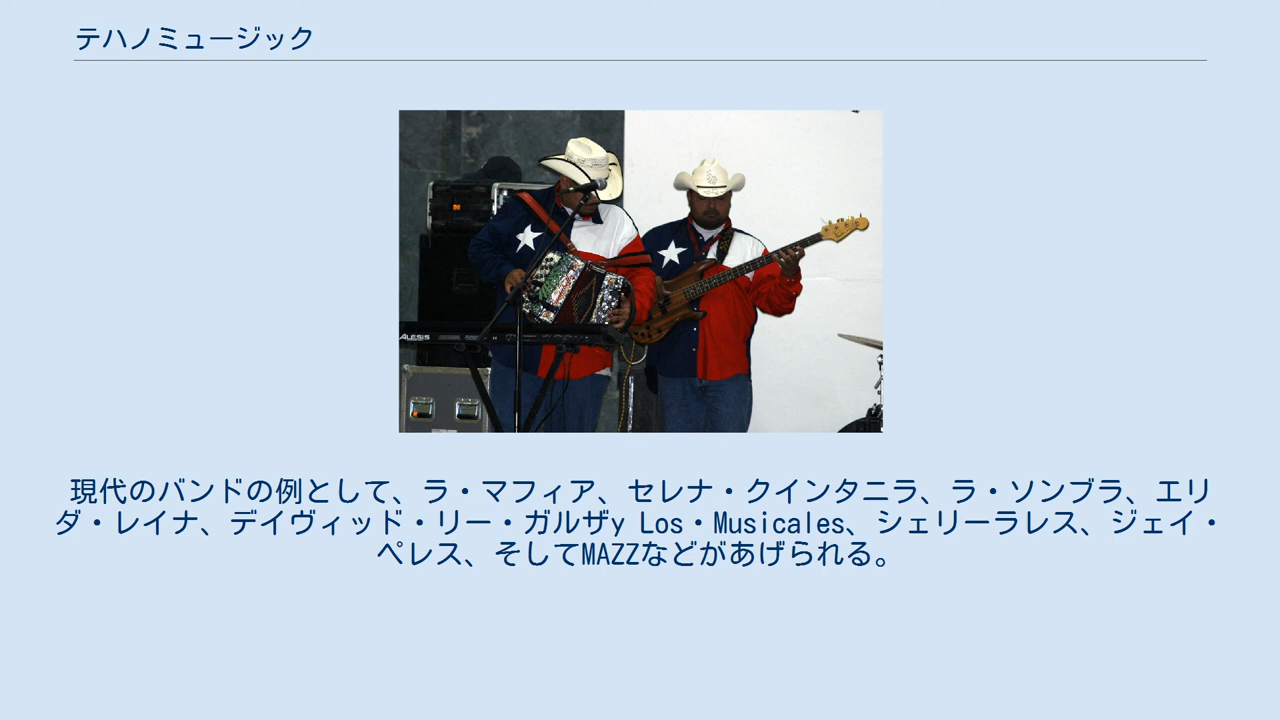 テハノミュージック
ALESIS
現代のバンドの例として、ラ・マフィア、セレナ・クインタニラ、ラ・ソンブラ、エリ
ダ・レイナ、デイヴィッド・リー・ガルザy Los・Musicales、シェリーラレス、ジェイ・
ペレス、そしてMAZZなどがあげられる。